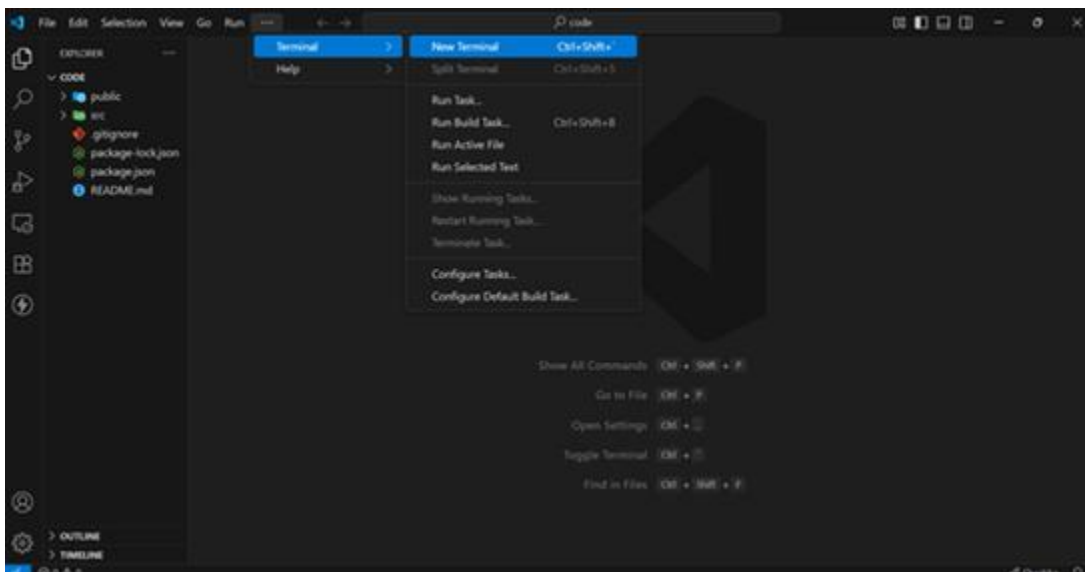 File Edit Selection View Go Run ... code
EXPLORER ...
CODE
public
src
.gitignore
package-lock.json
package.json
README.md
OUTLINE
TIMELINE
Terminal
Help
New Terminal Ctrl+Shift+`
Split Terminal Ctrl+Shift+5
Run Task...
Run Build Task... Ctrl+Shift+B
Run Active File
Run Selected Text
Show Running Tasks...
Restart Running Task...
Terminate Task...
Configure Tasks...
Configure Default Build Task...
Show All Commands Ctrl + Shift + P
Go to File Ctrl + P
Open Settings Ctrl + ,
Toggle Terminal Ctrl + `
Find in Files Ctrl + Shift + F